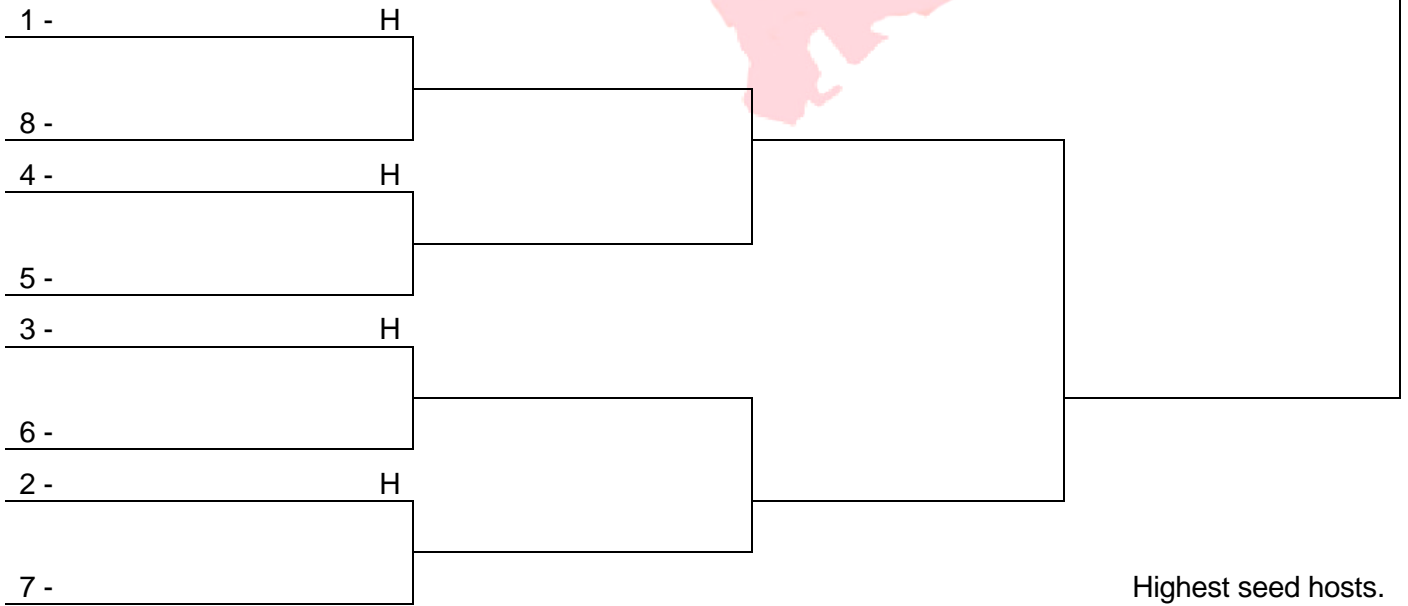 1 - H
8 -
4 - H
5 -
3 - H
6 -
2 - H
7 -
Highest seed hosts.